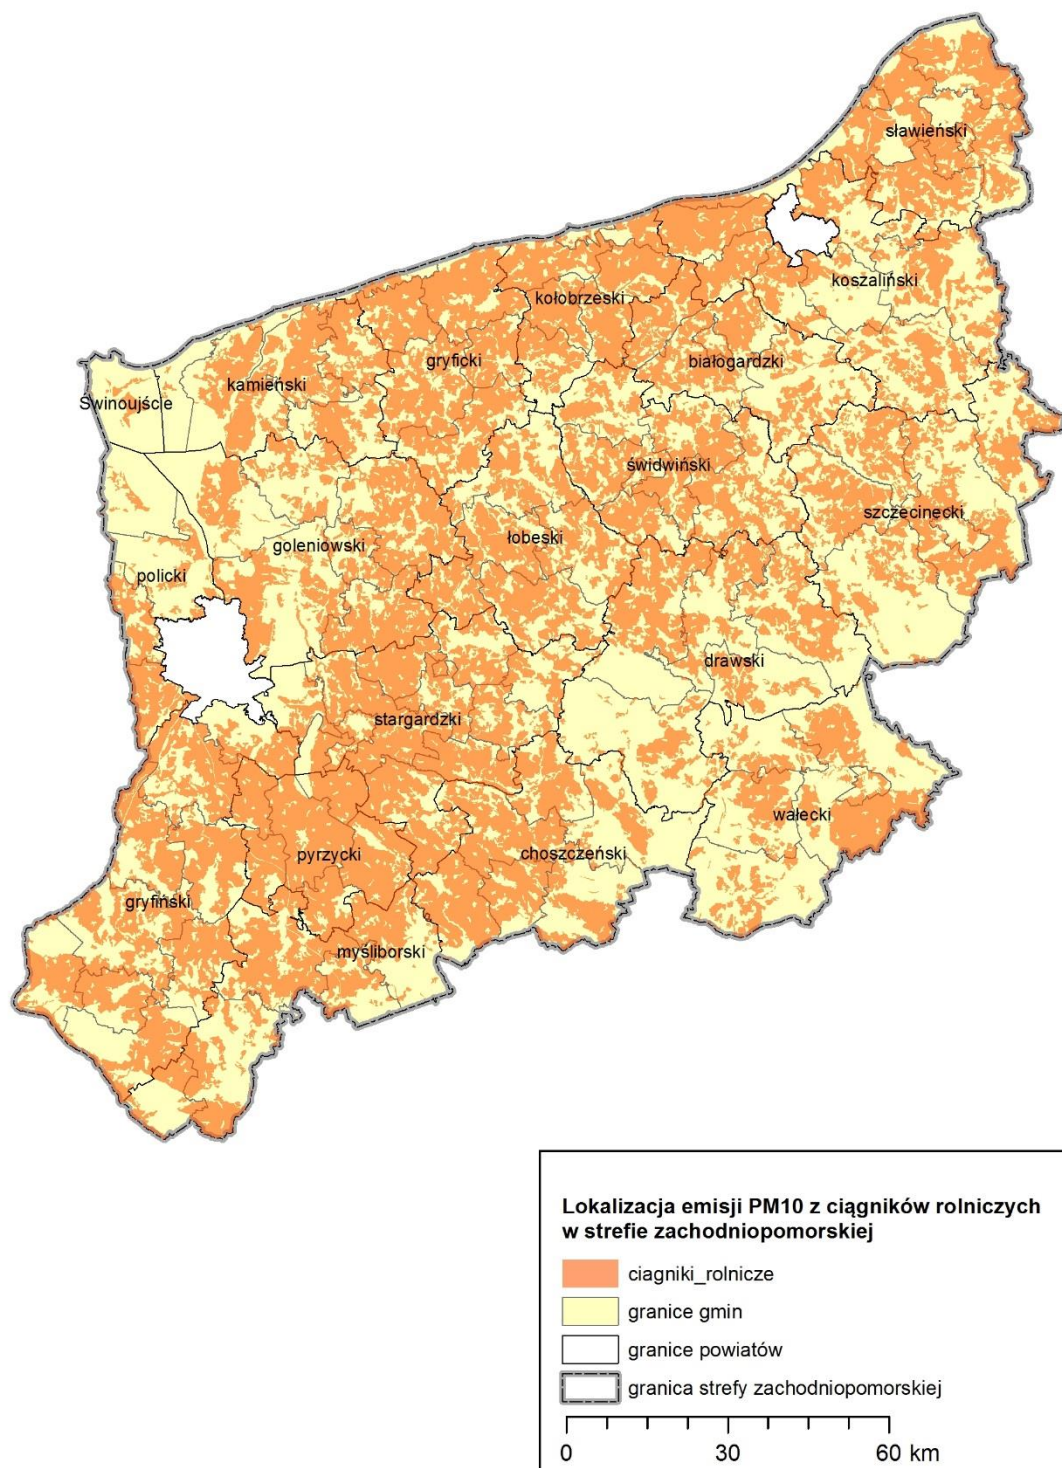 sławieński
koszaliński
kołobrzeski
białogardzki
gryficki
kamieński
Świnoujście
świdwiński
szczecinecki
łobeski
goleniowski
policki
drawski
stargardzki
wałecki
choszczeński
pyrzycki
gryfiński
myśliborski
Lokalizacja emisji PM10 z ciągników rolniczych
w strefie zachodniopomorskiej
ciagniki_rolnicze
granice gmin
granice powiatów
granica strefy zachodniopomorskiej
0 30 60 km